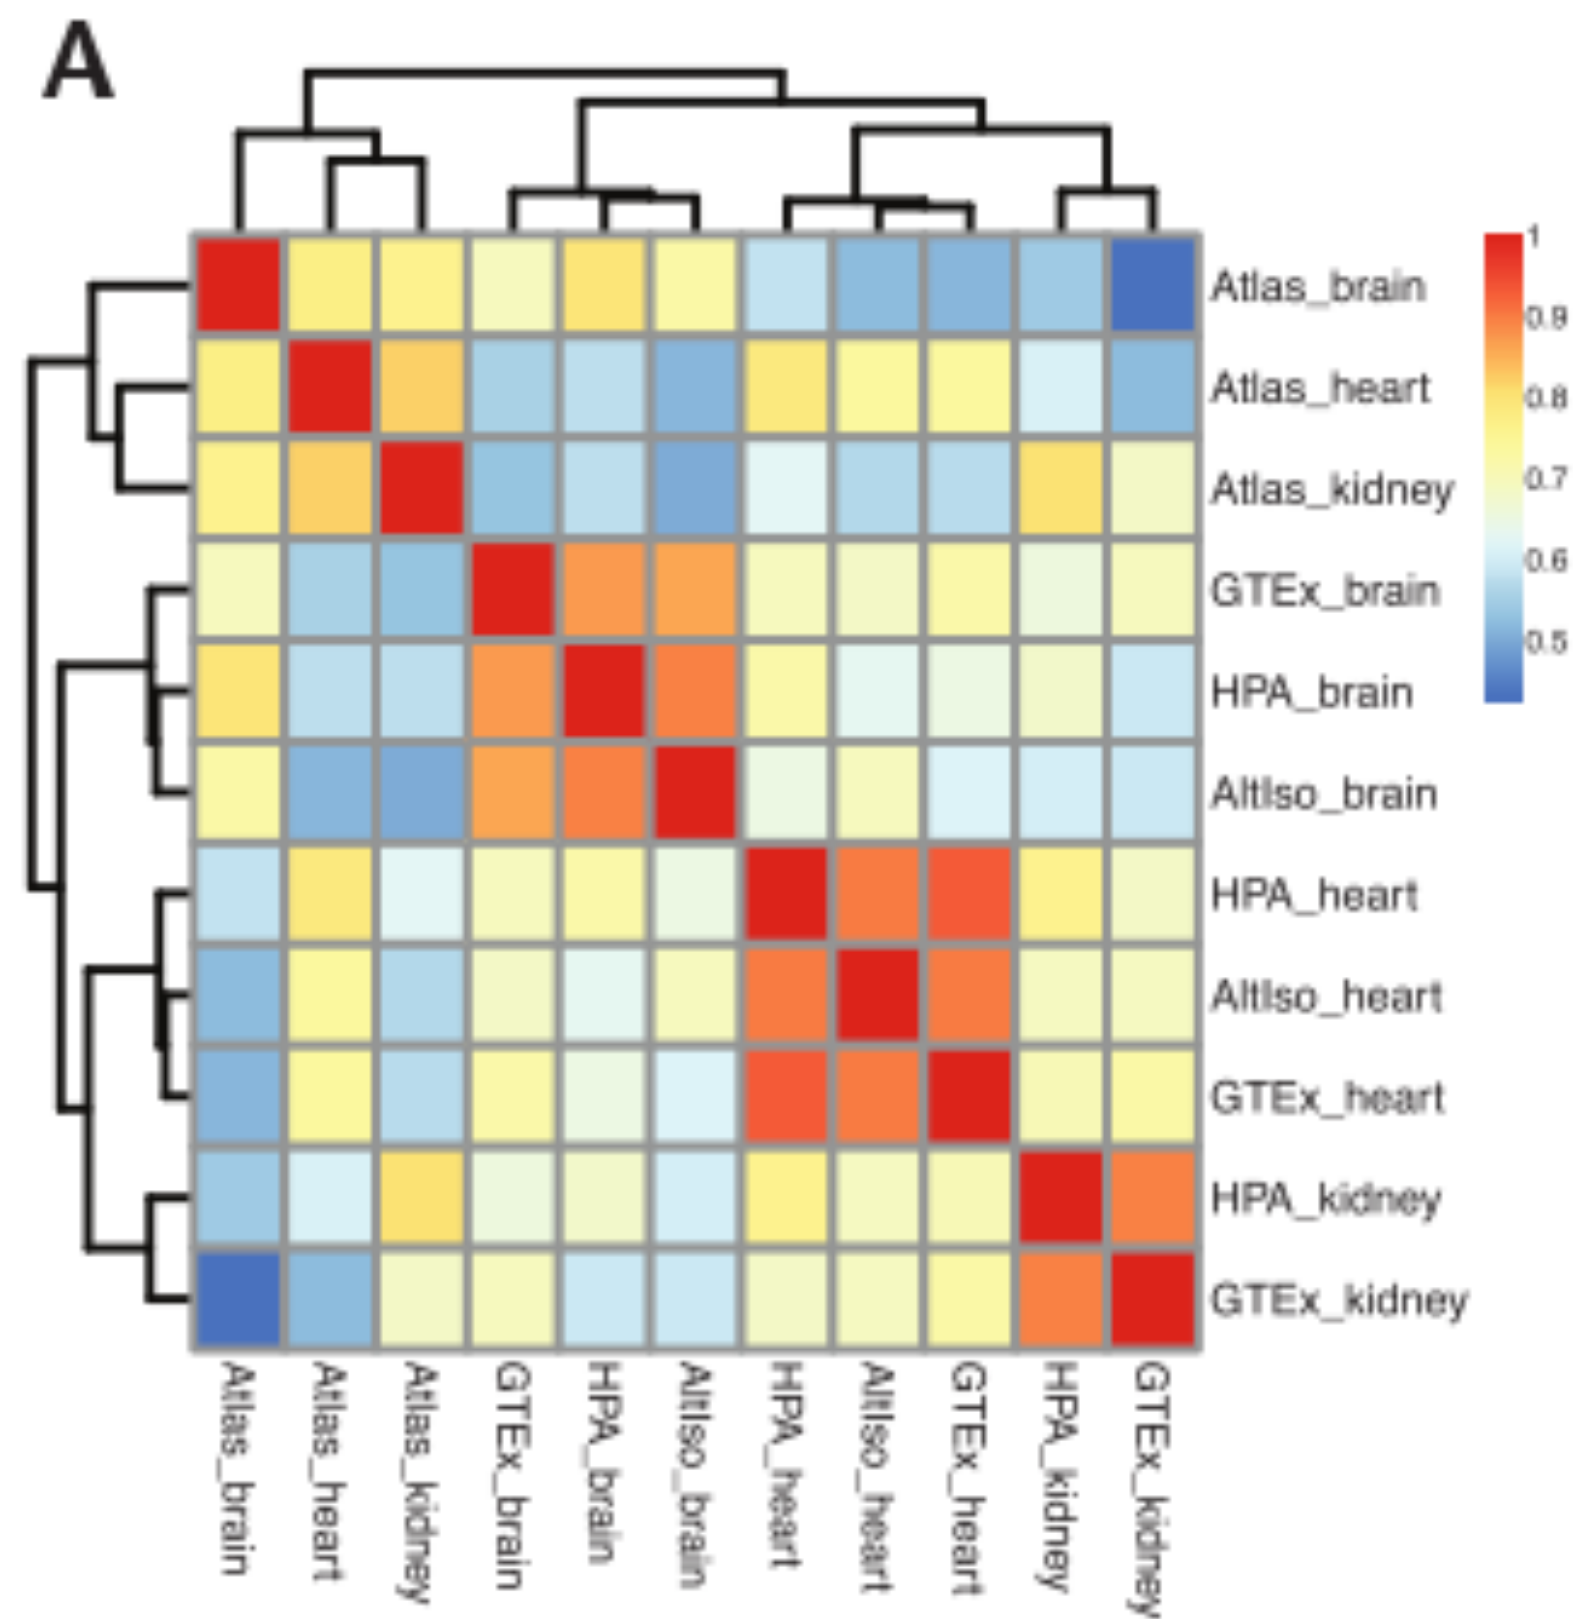 A
1
0.9
0.8
0.7
0.6
0.5
Atlas_brain
Atlas_heart
Atlas_kidney
GTEx_brain
HPA_brain
AltIso_brain
HPA_heart
AltIso_heart
GTEx_heart
HPA_kidney
GTEx_kidney
Atlas_brain
Atlas_heart
Atlas_kidney
GTEx_brain
HPA_brain
AltIso_brain
HPA_heart
AltIso_heart
GTEx_heart
HPA_kidney
GTEx_kidney